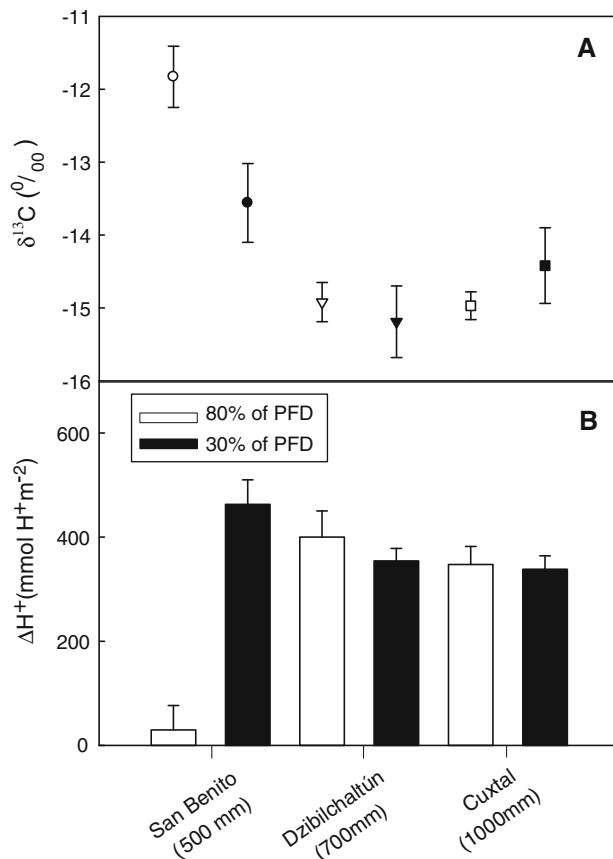 A
-11
-12
-13
-14
-15
-16
δ¹³C (⁰/₀₀)
B
80% of PFD
30% of PFD
600
400
200
0
ΔH⁺(mmol H⁺m⁻²)
San Benito
(500 mm)
Dzibilchaltún
(700mm)
Cuxtal
(1000mm)